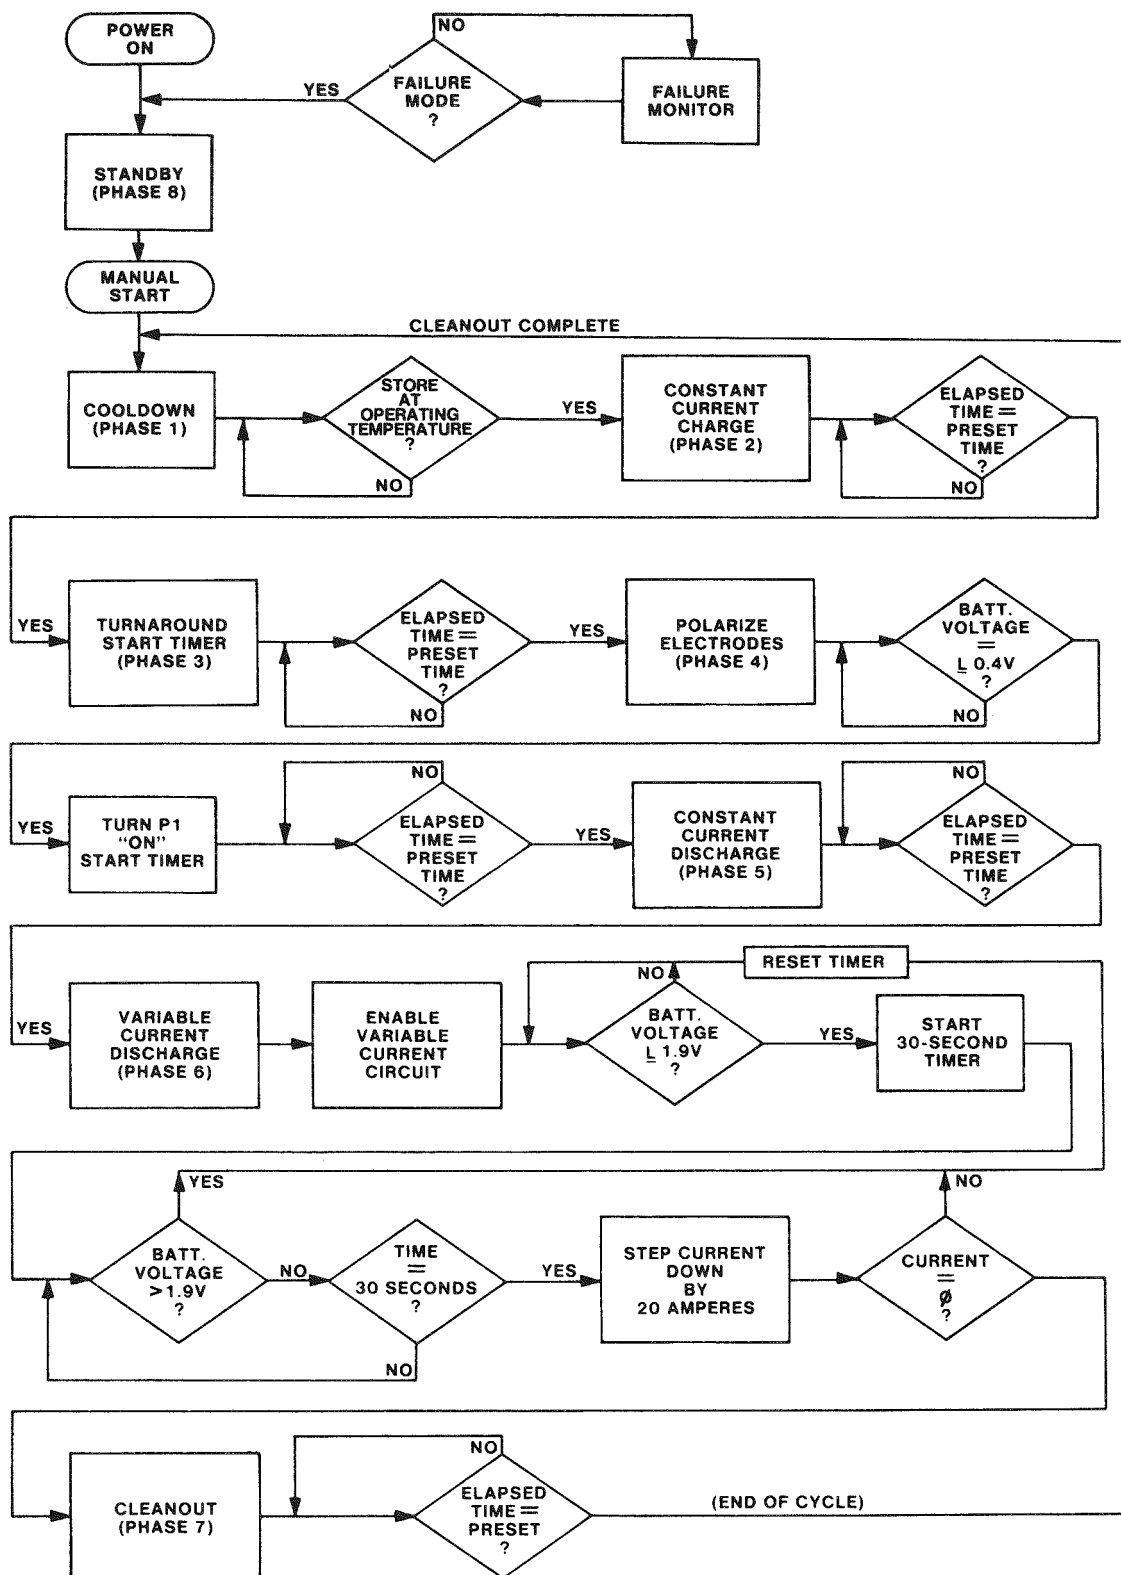 POWER
ON
NO
YES
FAILURE
MODE
?
FAILURE
MONITOR
STANDBY
(PHASE 8)
MANUAL
START
CLEANOUT COMPLETE
COOLDOWN
(PHASE 1)
STORE
AT
OPERATING
TEMPERATURE
?
NO
YES
CONSTANT
CURRENT
CHARGE
(PHASE 2)
ELAPSED
TIME =
PRESET
TIME
?
NO
YES
TURNAROUND
START TIMER
(PHASE 3)
ELAPSED
TIME =
PRESET
TIME
?
NO
YES
POLARIZE
ELECTRODES
(PHASE 4)
BATT.
VOLTAGE
=
L 0.4V
?
NO
YES
TURN P1
"ON"
START TIMER
NO
ELAPSED
TIME =
PRESET
TIME
?
YES
CONSTANT
CURRENT
DISCHARGE
(PHASE 5)
NO
ELAPSED
TIME =
PRESET
TIME
?
YES
VARIABLE
CURRENT
DISCHARGE
(PHASE 6)
ENABLE
VARIABLE
CURRENT
CIRCUIT
NO
RESET TIMER
BATT.
VOLTAGE
L 1.9V
?
YES
START
30-SECOND
TIMER
YES
BATT.
VOLTAGE
>1.9V
?
NO
TIME
=
30 SECONDS
?
NO
YES
STEP CURRENT
DOWN
BY
20 AMPERES
NO
CURRENT
=
Ø
?
CLEANOUT
(PHASE 7)
NO
ELAPSED
TIME =
PRESET
?
(END OF CYCLE)